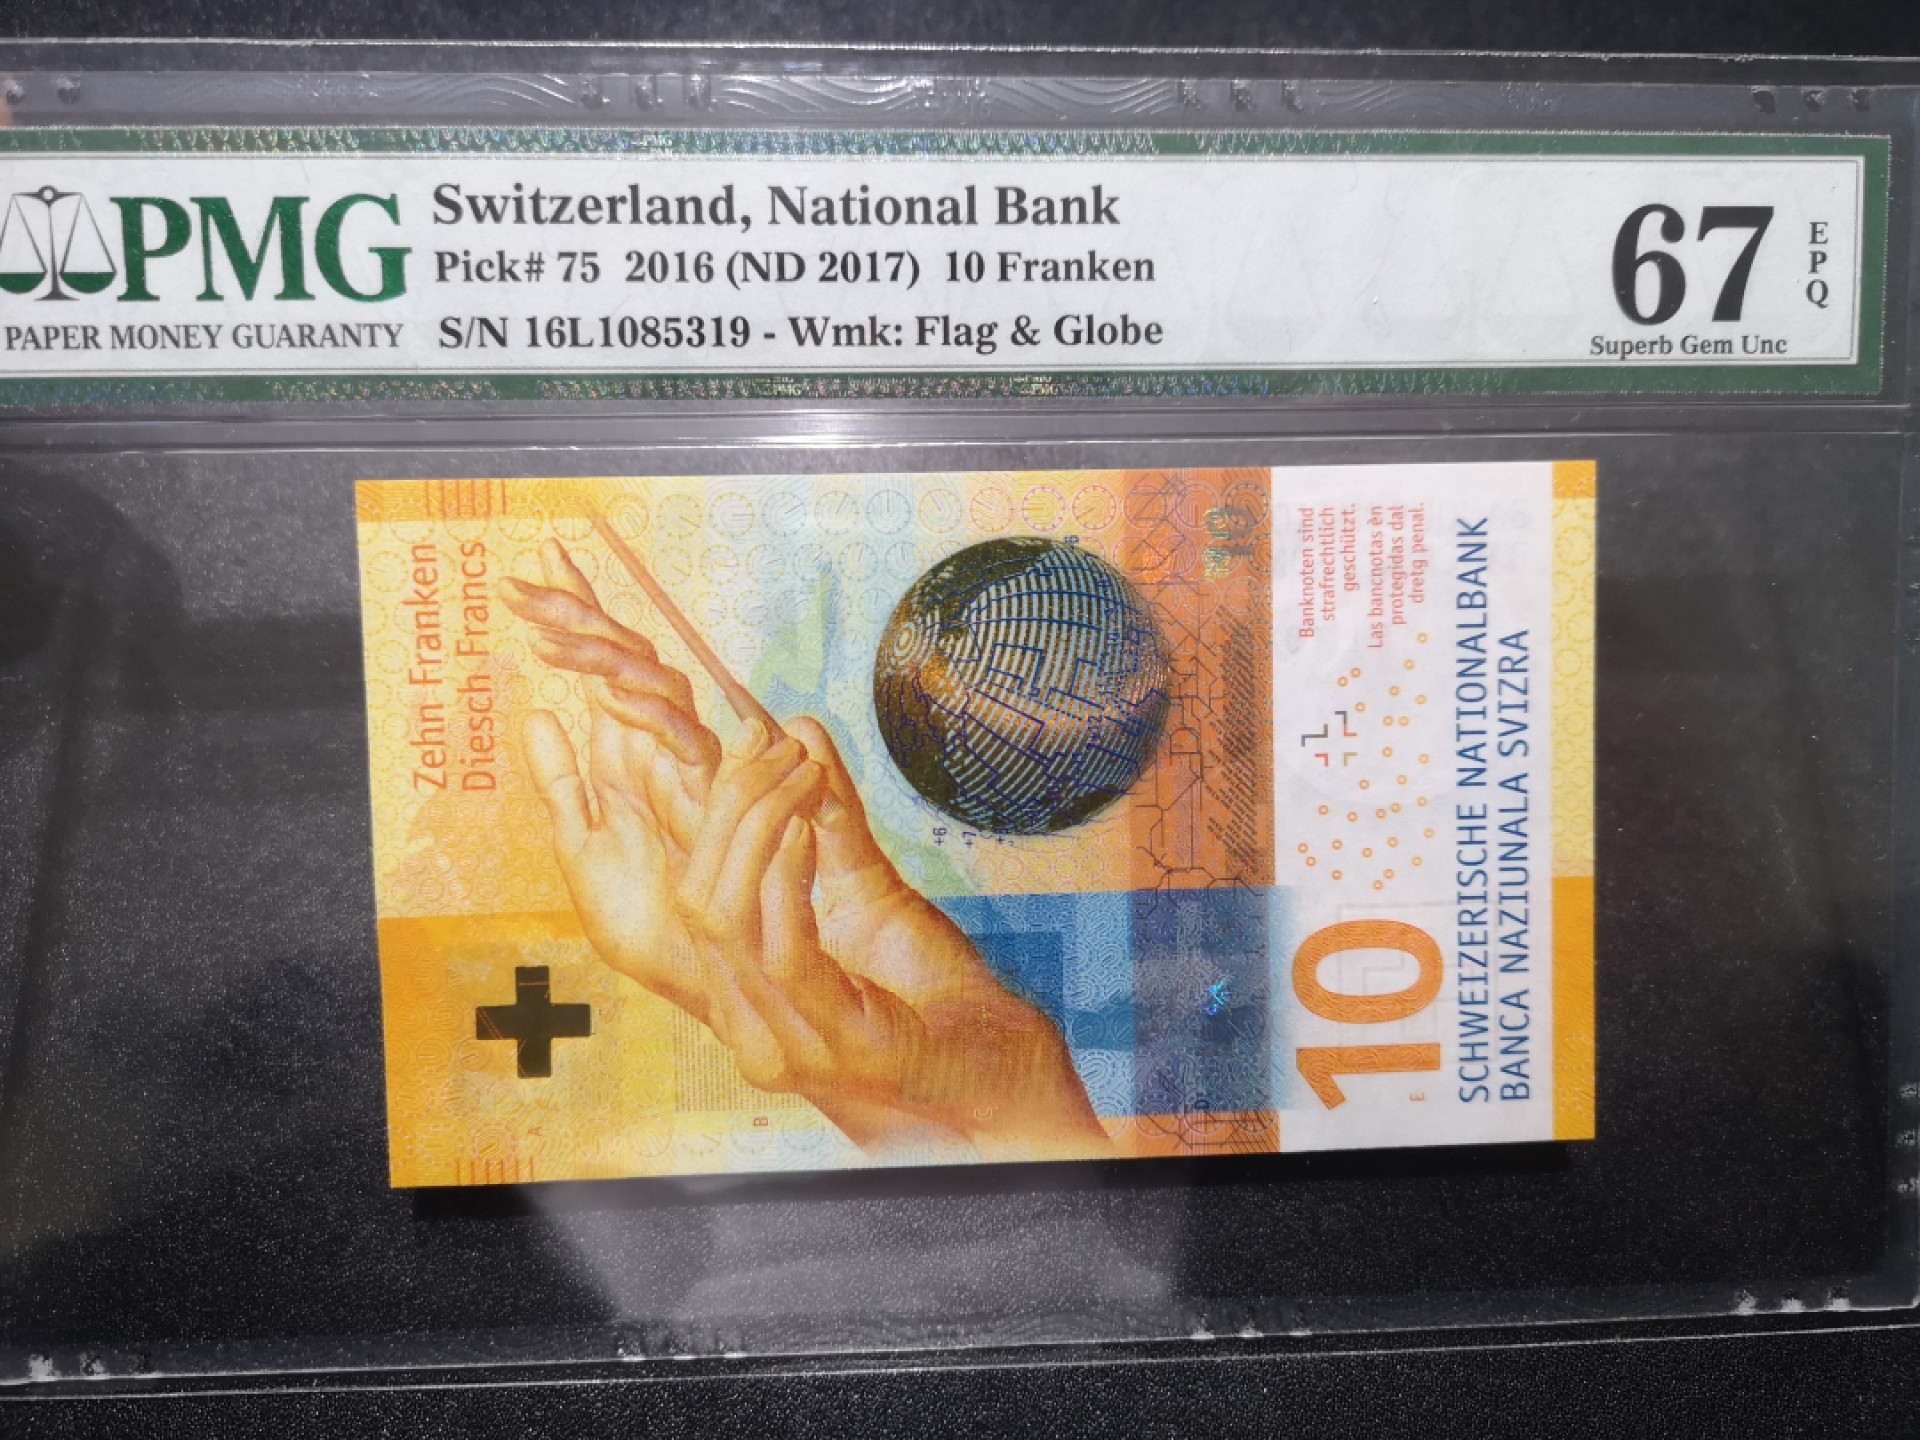 PMG
PAPER MONEY GUARANTY
Switzerland, National Bank
Pick# 75 2016 (ND 2017) 10 Franken
S/N 16L1085319 - Wmk: Flag & Globe
67
EPQ
Superb Gem Unc
Zehn Franken
Diesch Francs
Banknoten sind
strafrechtlich
geschützt.
Las bancnotas èn
protegidas dal
dretg penal.
10
SCHWEIZERISCHE NATIONALBANK
BANCA NAZIUNALA SVIZRA
+6
+7
A
B
C
D
E